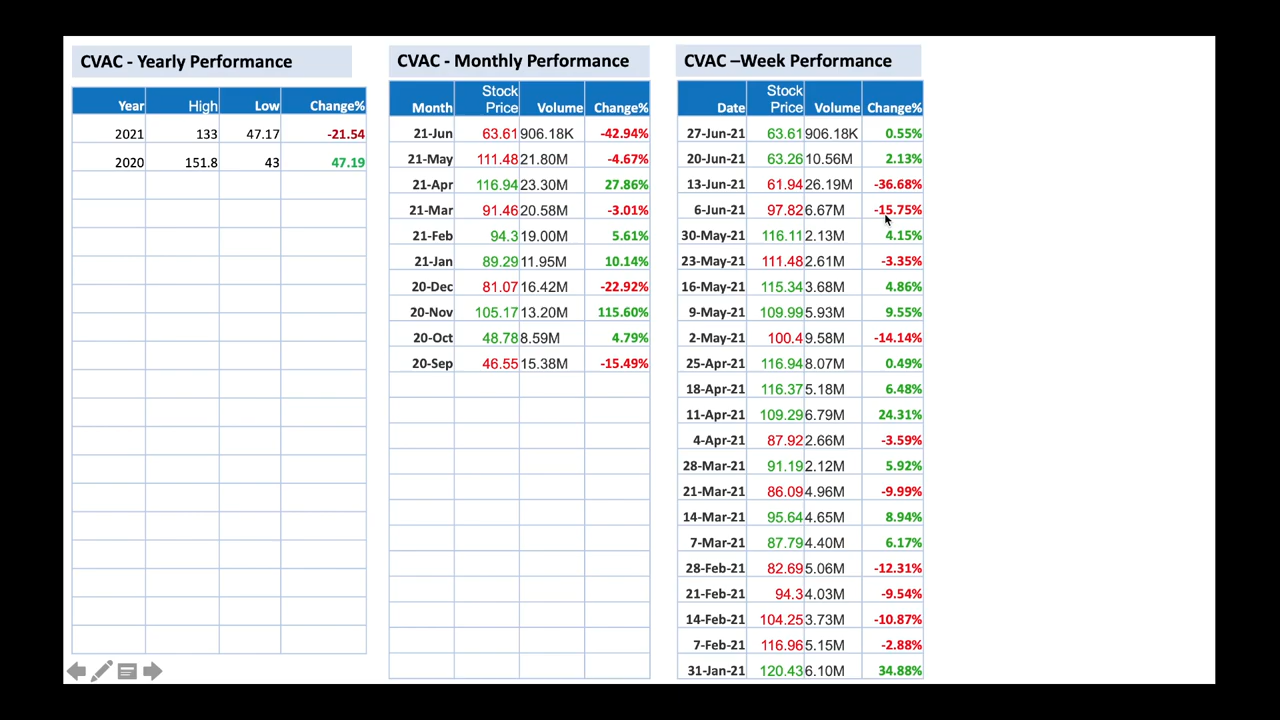 CVAC - Yearly Performance
Year High Low Change%
2021 133 47.17 -21.54
2020 151.8 43 47.19
CVAC - Monthly Performance
Month Stock Price Volume Change%
21-Jun 63.61 906.18K -42.94%
21-May 111.48 21.80M -4.67%
21-Apr 116.94 23.30M 27.86%
21-Mar 91.46 20.58M -3.01%
21-Feb 94.3 19.00M 5.61%
21-Jan 89.29 11.95M 10.14%
20-Dec 81.07 16.42M -22.92%
20-Nov 105.17 13.20M 115.60%
20-Oct 48.78 8.59M 4.79%
20-Sep 46.55 15.38M -15.49%
CVAC –Week Performance
Date Stock Price Volume Change%
27-Jun-21 63.61 906.18K 0.55%
20-Jun-21 63.26 10.56M 2.13%
13-Jun-21 61.94 26.19M -36.68%
6-Jun-21 97.82 6.67M -15.75%
30-May-21 116.11 2.13M 4.15%
23-May-21 111.48 2.61M -3.35%
16-May-21 115.34 3.68M 4.86%
9-May-21 109.99 5.93M 9.55%
2-May-21 100.4 9.58M -14.14%
25-Apr-21 116.94 8.07M 0.49%
18-Apr-21 116.37 5.18M 6.48%
11-Apr-21 109.29 6.79M 24.31%
4-Apr-21 87.92 2.66M -3.59%
28-Mar-21 91.19 2.12M 5.92%
21-Mar-21 86.09 4.96M -9.99%
14-Mar-21 95.64 4.65M 8.94%
7-Mar-21 87.79 4.40M 6.17%
28-Feb-21 82.69 5.06M -12.31%
21-Feb-21 94.3 4.03M -9.54%
14-Feb-21 104.25 3.73M -10.87%
7-Feb-21 116.96 5.15M -2.88%
31-Jan-21 120.43 6.10M 34.88%